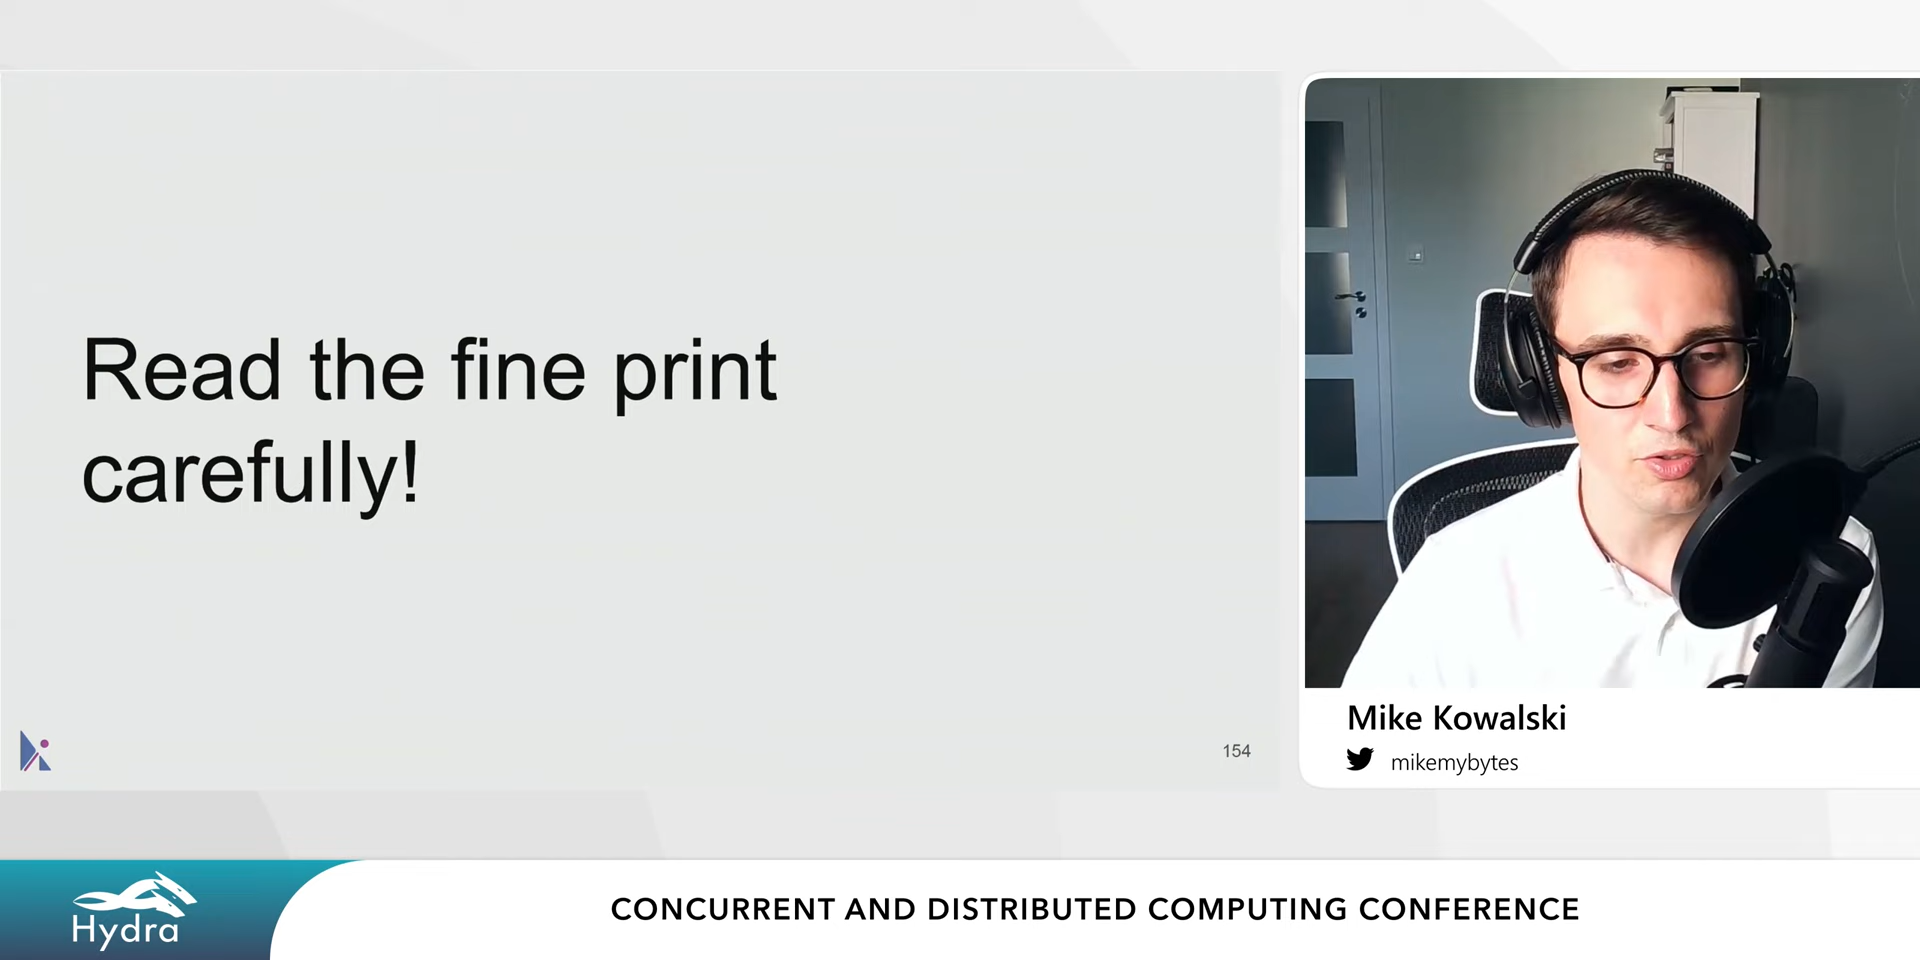 Read the fine print
carefully!
154
Mike Kowalski
mikemybytes
Hydra
CONCURRENT AND DISTRIBUTED COMPUTING CONFERENCE